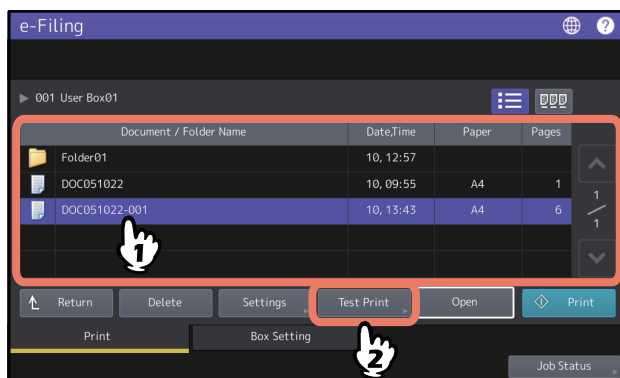 e-Filing
001 User Box01
Document / Folder Name Date,Time Paper Pages
Folder01 10, 12:57
DOC051022 10, 09:55 A4 1
DOC051022-001 10, 13:43 A4 6
1
1
1
Return Delete Settings Test Print Open Print
2
Print Box Setting
Job Status